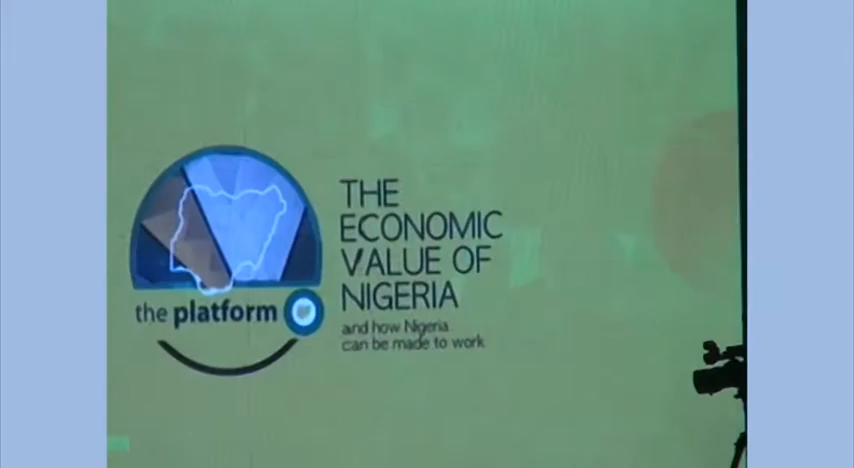 the platform
THE
ECONOMIC
VALUE OF
NIGERIA
and how Nigeria
can be made to work